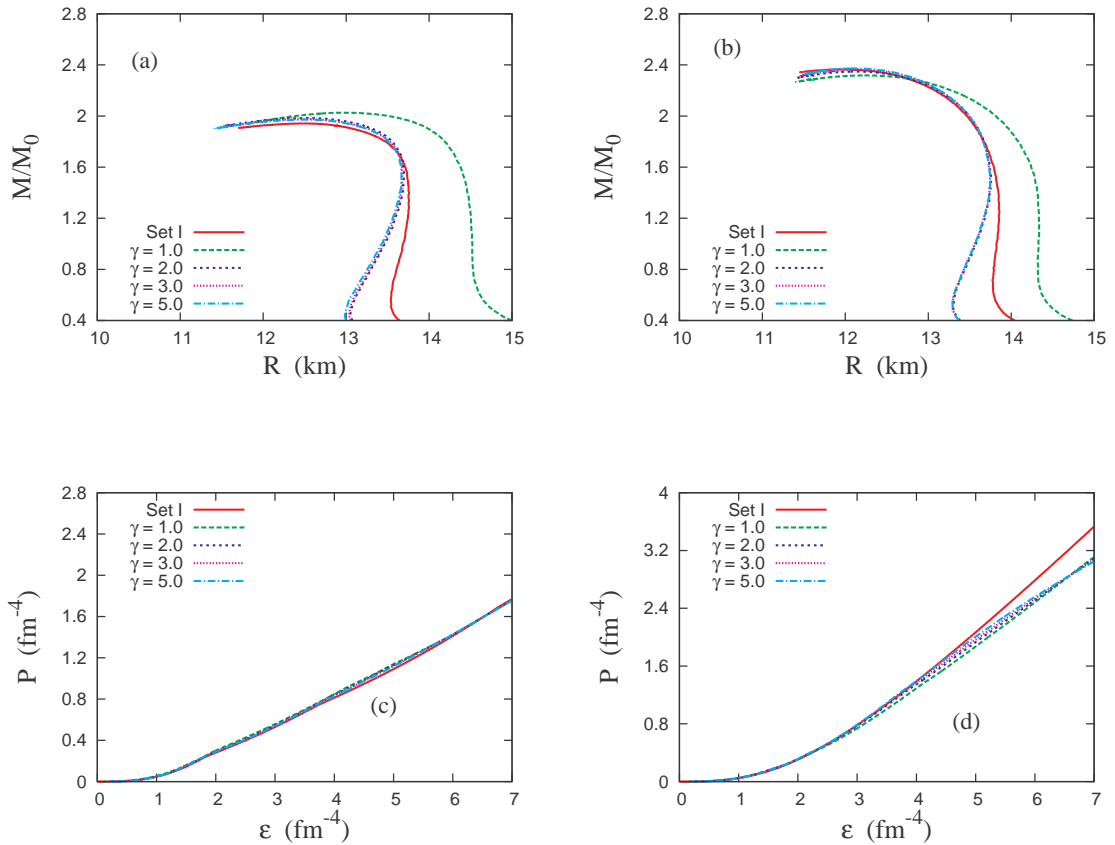 2.8
2.4
2
1.6
1.2
0.8
0.4
M/M0
(a)
Set I
γ = 1.0
γ = 2.0
γ = 3.0
γ = 5.0
10 11 12 13 14 15
R (km)
2.8
2.4
2
1.6
1.2
0.8
0.4
M/M0
(b)
Set I
γ = 1.0
γ = 2.0
γ = 3.0
γ = 5.0
10 11 12 13 14 15
R (km)
2.8
2.4
2
1.6
1.2
0.8
0.4
0
P (fm-4)
Set I
γ = 1.0
γ = 2.0
γ = 3.0
γ = 5.0
(c)
0 1 2 3 4 5 6 7
ε (fm-4)
4
3.2
2.4
1.6
0.8
0
P (fm-4)
Set I
γ = 1.0
γ = 2.0
γ = 3.0
γ = 5.0
(d)
0 1 2 3 4 5 6 7
ε (fm-4)